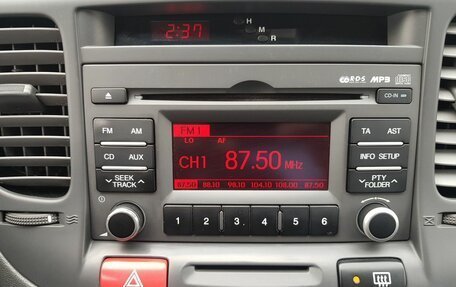 2:37
H
M
R
RDS MP3
CD-IN
FM AM
CD AUX
SEEK
TRACK
FM1
LO AF
CH1 87.50 MHz
87.50 88.10 98.10 104.10 108.00 87.50
1 2 3 4 5 6
TA AST
INFO SETUP
PTY
FOLDER